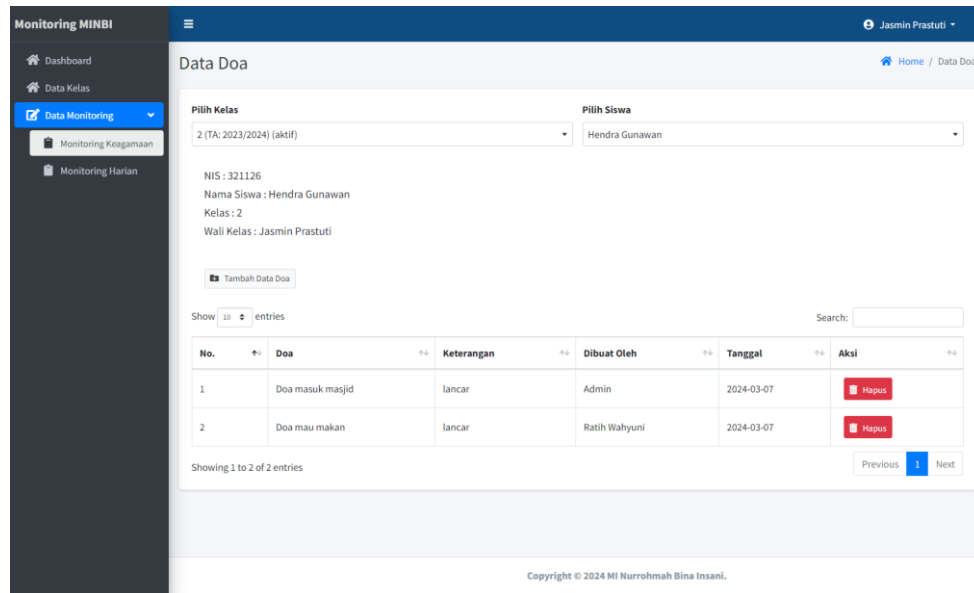 Monitoring MINBI
Jasmin Prastuti
Dashboard
Data Kelas
Data Monitoring
Monitoring Keagamaan
Monitoring Harian
Data Doa
Home / Data Doa
Pilih Kelas
Pilih Siswa
2 (TA: 2023/2024) (aktif)
Hendra Gunawan
NIS : 321126
Nama Siswa : Hendra Gunawan
Kelas : 2
Wali Kelas : Jasmin Prastuti
Tambah Data Doa
Show 10 entries
Search:
No. Doa Keterangan Dibuat Oleh Tanggal Aksi
1 Doa masuk masjid lancar Admin 2024-03-07 Hapus
2 Doa mau makan lancar Ratih Wahyuni 2024-03-07 Hapus
Showing 1 to 2 of 2 entries
Previous 1 Next
Copyright © 2024 MI Nurrohmah Bina Insani.